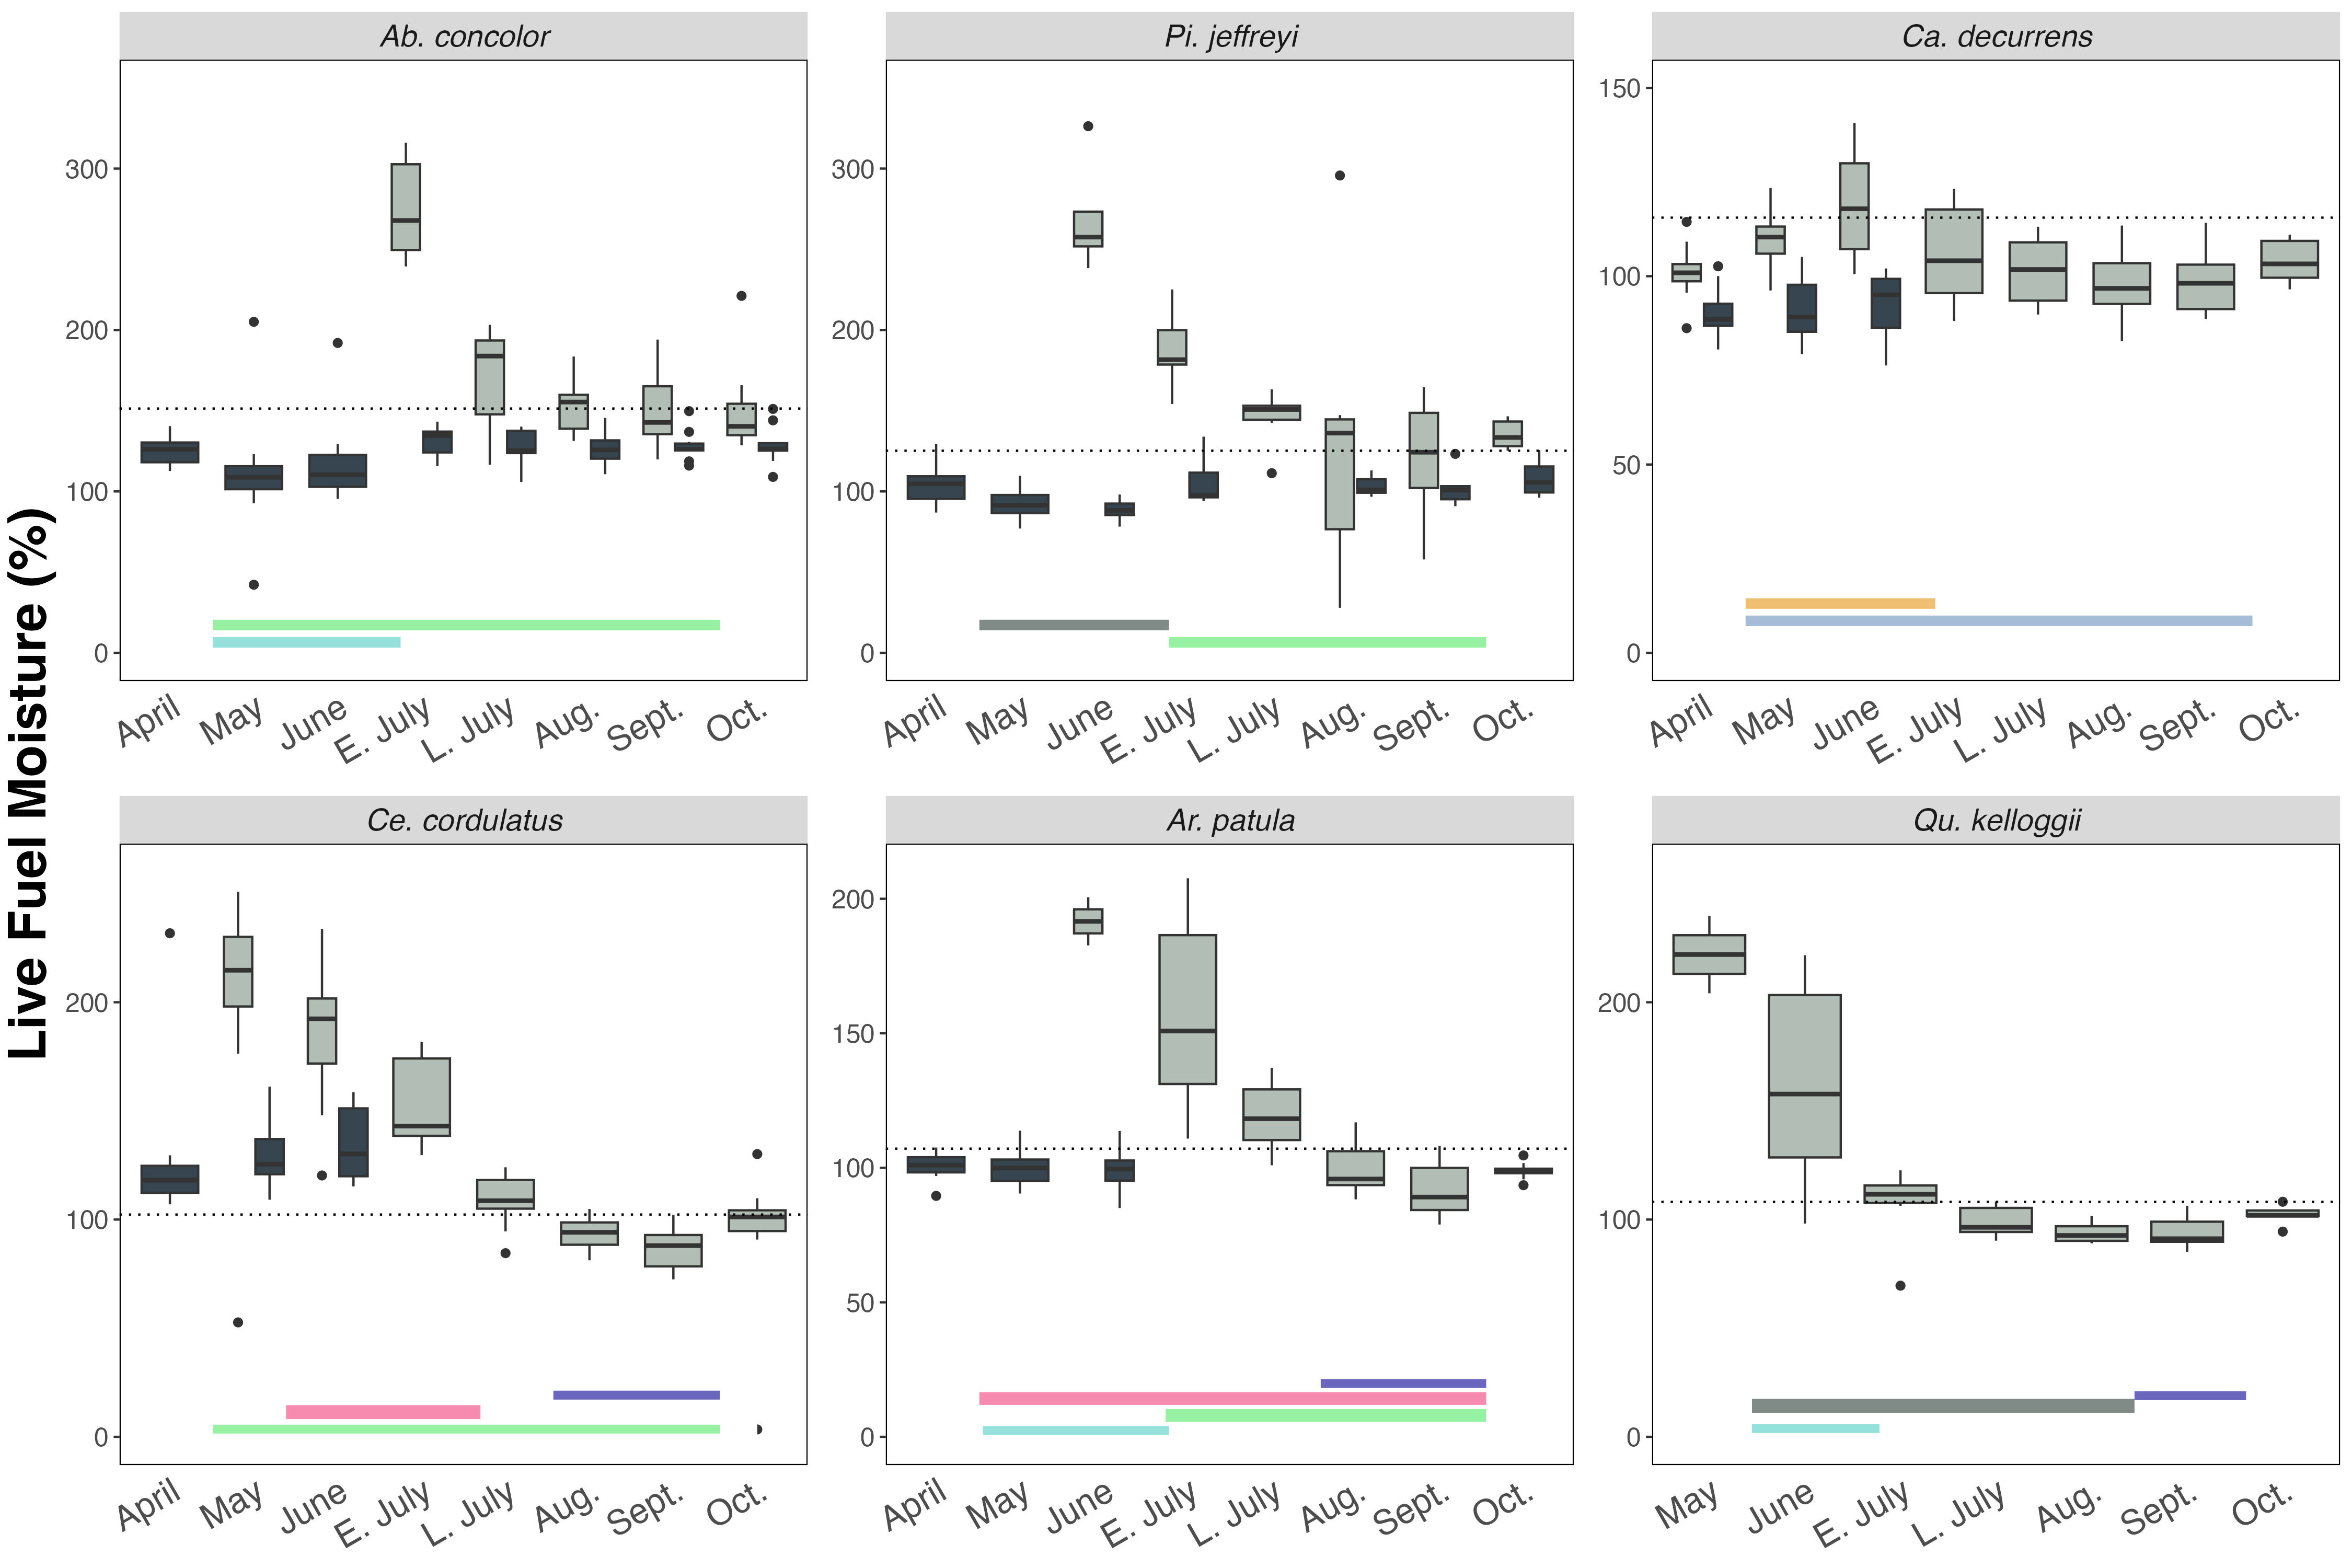 Live Fuel Moisture (%)
Ab. concolor
300
200
100
0
April May June E. July L. July Aug. Sept. Oct.
Pi. jeffreyi
300
200
100
0
April May June E. July L. July Aug. Sept. Oct.
Ca. decurrens
150
100
50
0
April May June E. July L. July Aug. Sept. Oct.
Ce. cordulatus
200
100
0
April May June E. July L. July Aug. Sept. Oct.
Ar. patula
200
150
100
50
0
April May June E. July L. July Aug. Sept. Oct.
Qu. kelloggii
200
100
0
May June E. July L. July Aug. Sept. Oct.